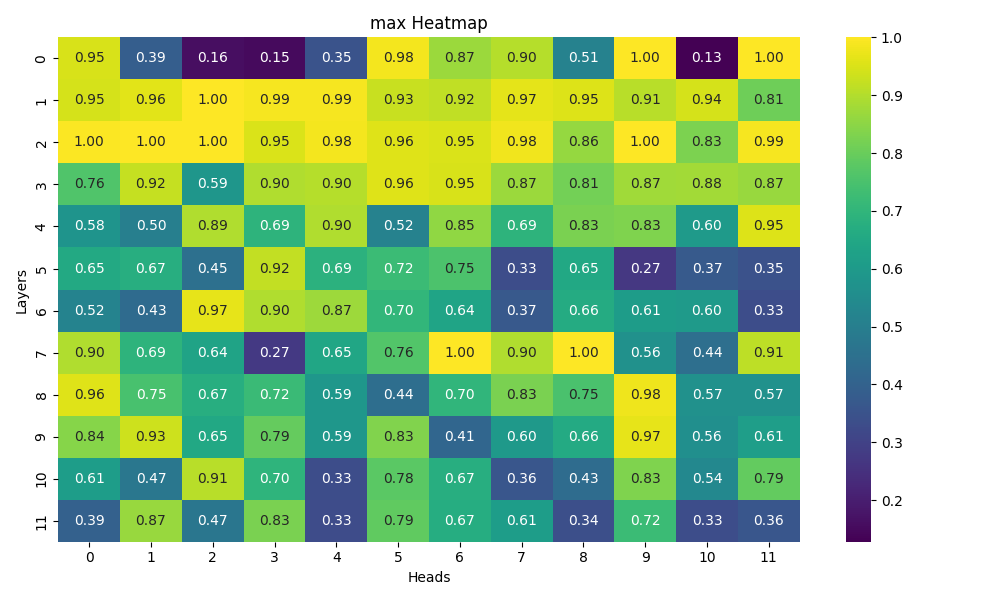 max Heatmap
0 0.95 0.39 0.16 0.15 0.35 0.98 0.87 0.90 0.51 1.00 0.13 1.00
1 0.95 0.96 1.00 0.99 0.99 0.93 0.92 0.97 0.95 0.91 0.94 0.81
2 1.00 1.00 1.00 0.95 0.98 0.96 0.95 0.98 0.86 1.00 0.83 0.99
3 0.76 0.92 0.59 0.90 0.90 0.96 0.95 0.87 0.81 0.87 0.88 0.87
4 0.58 0.50 0.89 0.69 0.90 0.52 0.85 0.69 0.83 0.83 0.60 0.95
5 0.65 0.67 0.45 0.92 0.69 0.72 0.75 0.33 0.65 0.27 0.37 0.35
6 0.52 0.43 0.97 0.90 0.87 0.70 0.64 0.37 0.66 0.61 0.60 0.33
7 0.90 0.69 0.64 0.27 0.65 0.76 1.00 0.90 1.00 0.56 0.44 0.91
8 0.96 0.75 0.67 0.72 0.59 0.44 0.70 0.83 0.75 0.98 0.57 0.57
9 0.84 0.93 0.65 0.79 0.59 0.83 0.41 0.60 0.66 0.97 0.56 0.61
10 0.61 0.47 0.91 0.70 0.33 0.78 0.67 0.36 0.43 0.83 0.54 0.79
11 0.39 0.87 0.47 0.83 0.33 0.79 0.67 0.61 0.34 0.72 0.33 0.36
0 1 2 3 4 5 6 7 8 9 10 11
Heads
Layers
1.0
0.9
0.8
0.7
0.6
0.5
0.4
0.3
0.2